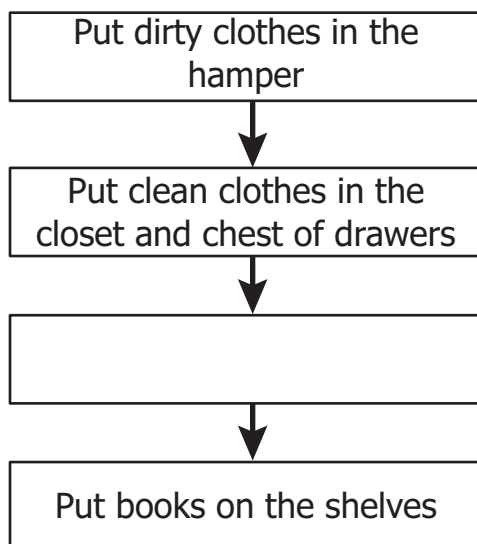 Put dirty clothes in the
hamper
Put clean clothes in the
closet and chest of drawers
Put books on the shelves